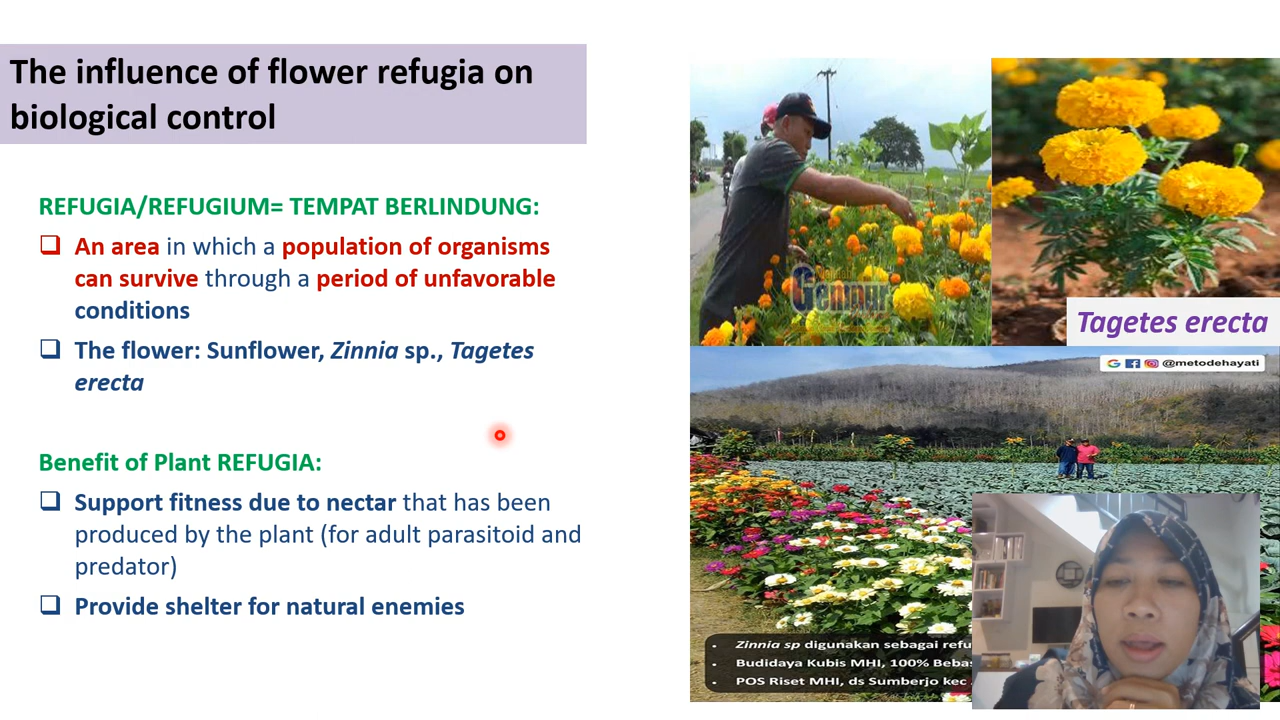 The influence of flower refugia on
biological control
REFUGIA/REFUGIUM= TEMPAT BERLINDUNG:
An area in which a population of organisms
can survive through a period of unfavorable
conditions
The flower: Sunflower, Zinnia sp., Tagetes
erecta
Benefit of Plant REFUGIA:
Support fitness due to nectar that has been
produced by the plant (for adult parasitoid and
predator)
Provide shelter for natural enemies
Gempur
Tagetes erecta
@metodehayati
Zinnia sp digunakan sebagai
Budidaya Kubis MHI, 100%
POS Riset MHI, ds Sumberjo kec